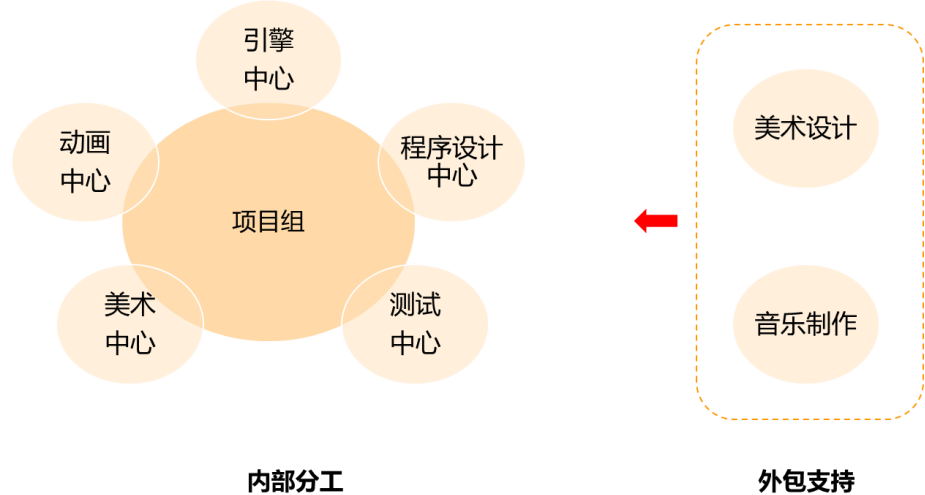 引擎
中心
动画
中心
程序设计
中心
项目组
美术
中心
测试
中心
内部分工
美术设计
音乐制作
外包支持